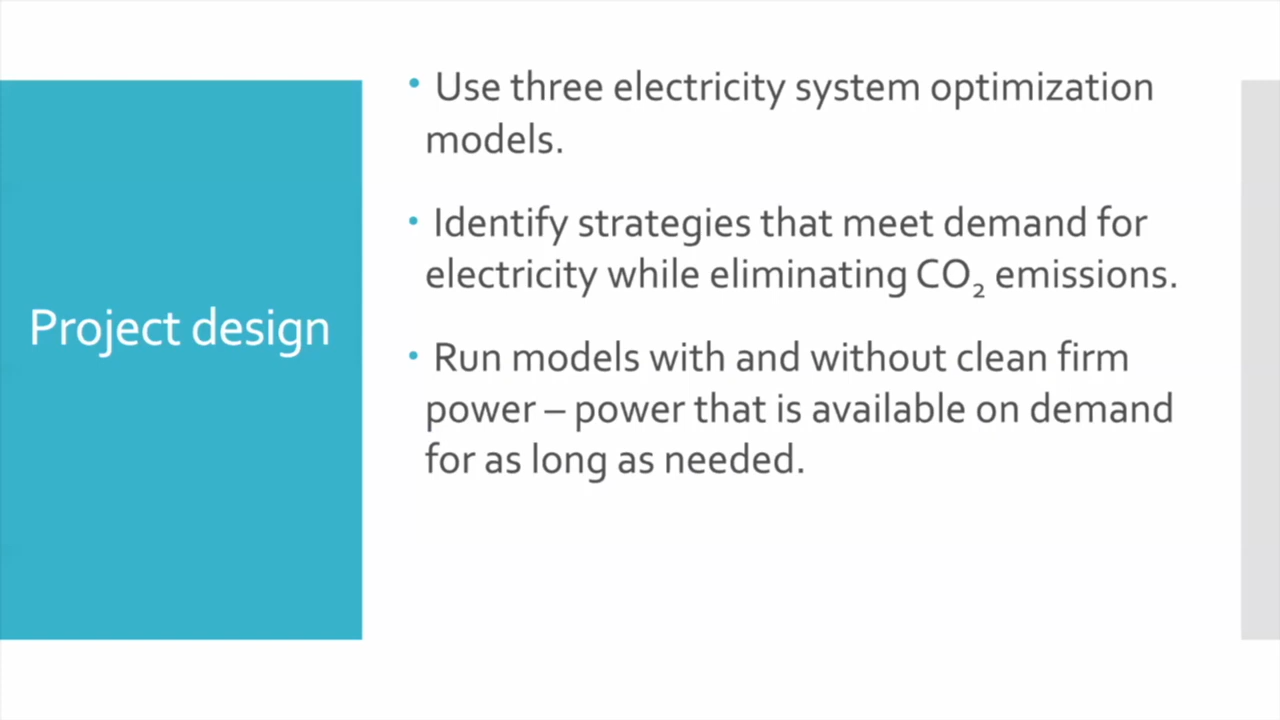 Project design
• Use three electricity system optimization
models.
• Identify strategies that meet demand for
electricity while eliminating CO₂ emissions.
• Run models with and without clean firm
power – power that is available on demand
for as long as needed.